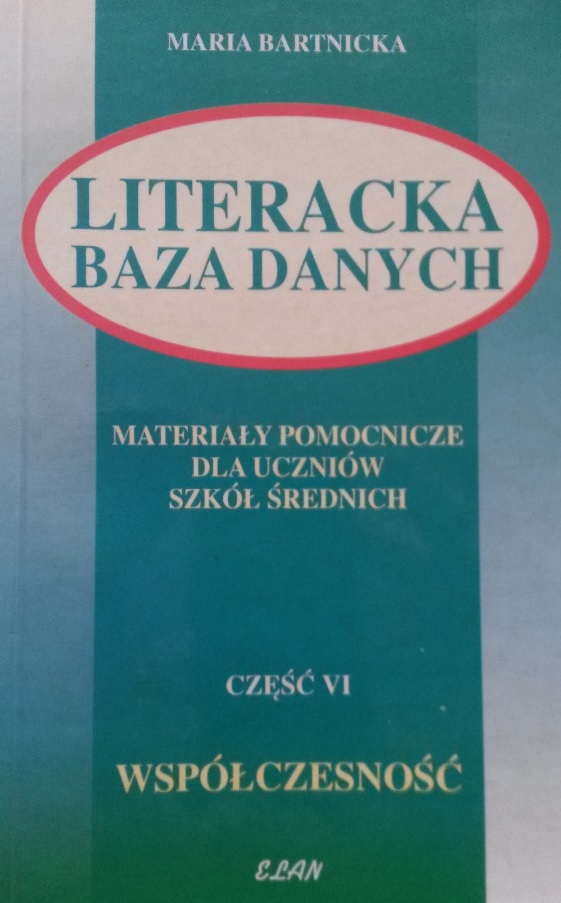 MARIA BARTNICKA
LITERACKA
BAZA DANYCH
MATERIAŁY POMOCNICZE
DLA UCZNIÓW
SZKÓŁ ŚREDNICH
CZĘŚĆ VI
WSPÓŁCZESNOŚĆ
ELAN